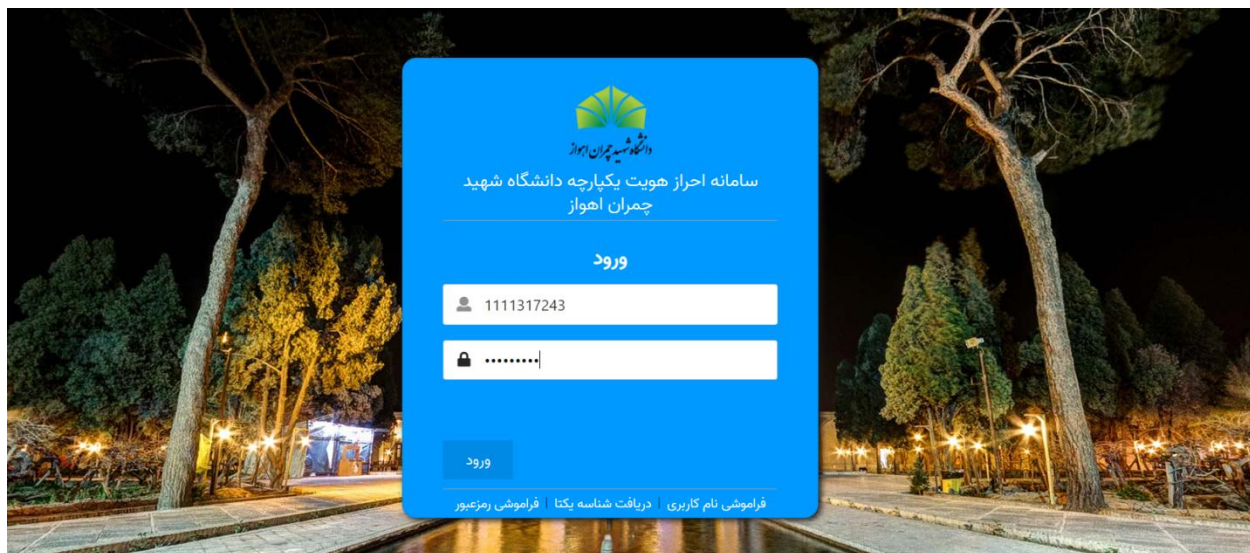 دانشگاه شهید چمران اهواز
سامانه احراز هویت یکپارچه دانشگاه شهید
چمران اهواز
ورود
1111317243
•••••••••
ورود
فراموشی نام کاربری | دریافت شناسه یکتا | فراموشی رمزعبور